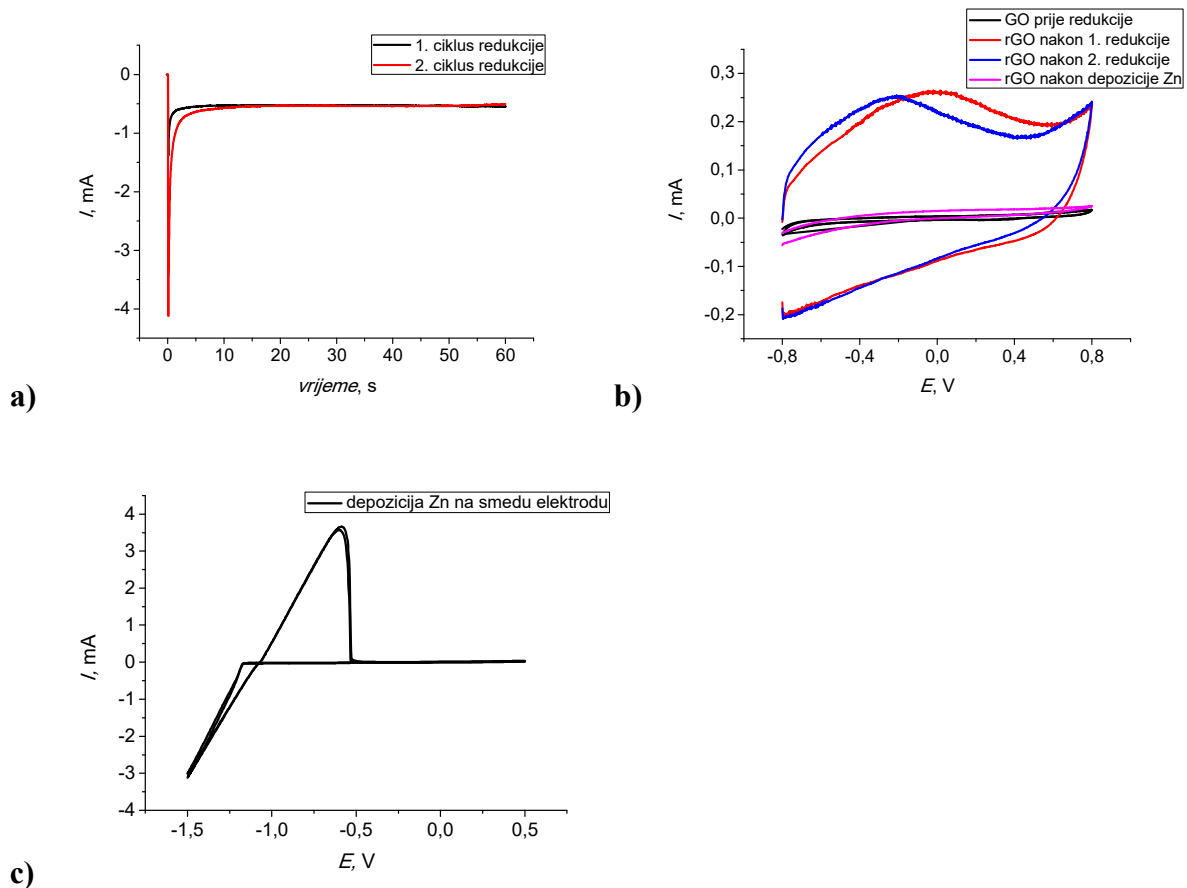 1. ciklus redukcije
2. ciklus redukcije
0
-1
-2
-3
-4
I, mA
0 10 20 30 40 50 60
vrijeme, s
a)
GO prije redukcije
rGO nakon 1. redukcije
rGO nakon 2. redukcije
rGO nakon depozicije Zn
0,3
0,2
0,1
0,0
-0,1
-0,2
I, mA
-0,8 -0,4 0,0 0,4 0,8
E, V
b)
depozicija Zn na smedu elektrodu
4
3
2
1
0
-1
-2
-3
-4
I, mA
-1,5 -1,0 -0,5 0,0 0,5
E, V
c)